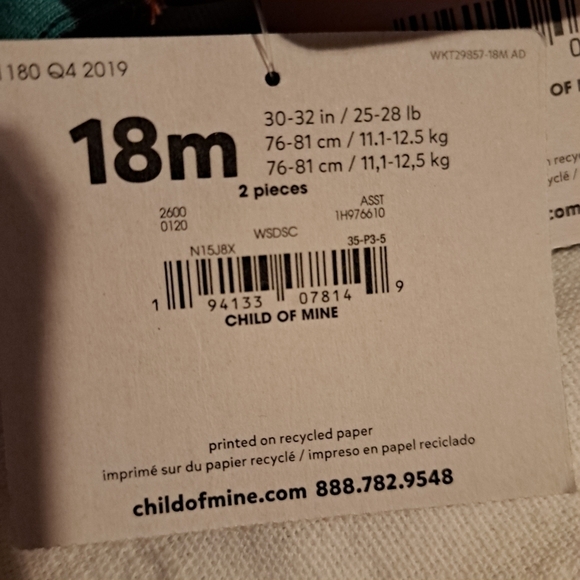 1180 Q4 2019
WKT29857-18M.AD
18m
30-32 in / 25-28 lb
76-81 cm / 11.1-12.5 kg
76-81 cm / 11,1-12,5 kg
2 pieces
2600
0120
ASST
1H976610
WSDSC
N15J8X
35-P3-5
1 94133 07814 9
CHILD OF MINE
printed on recycled paper
imprimé sur du papier recyclé / impreso en papel reciclado
childofmine.com 888.782.9548
OF